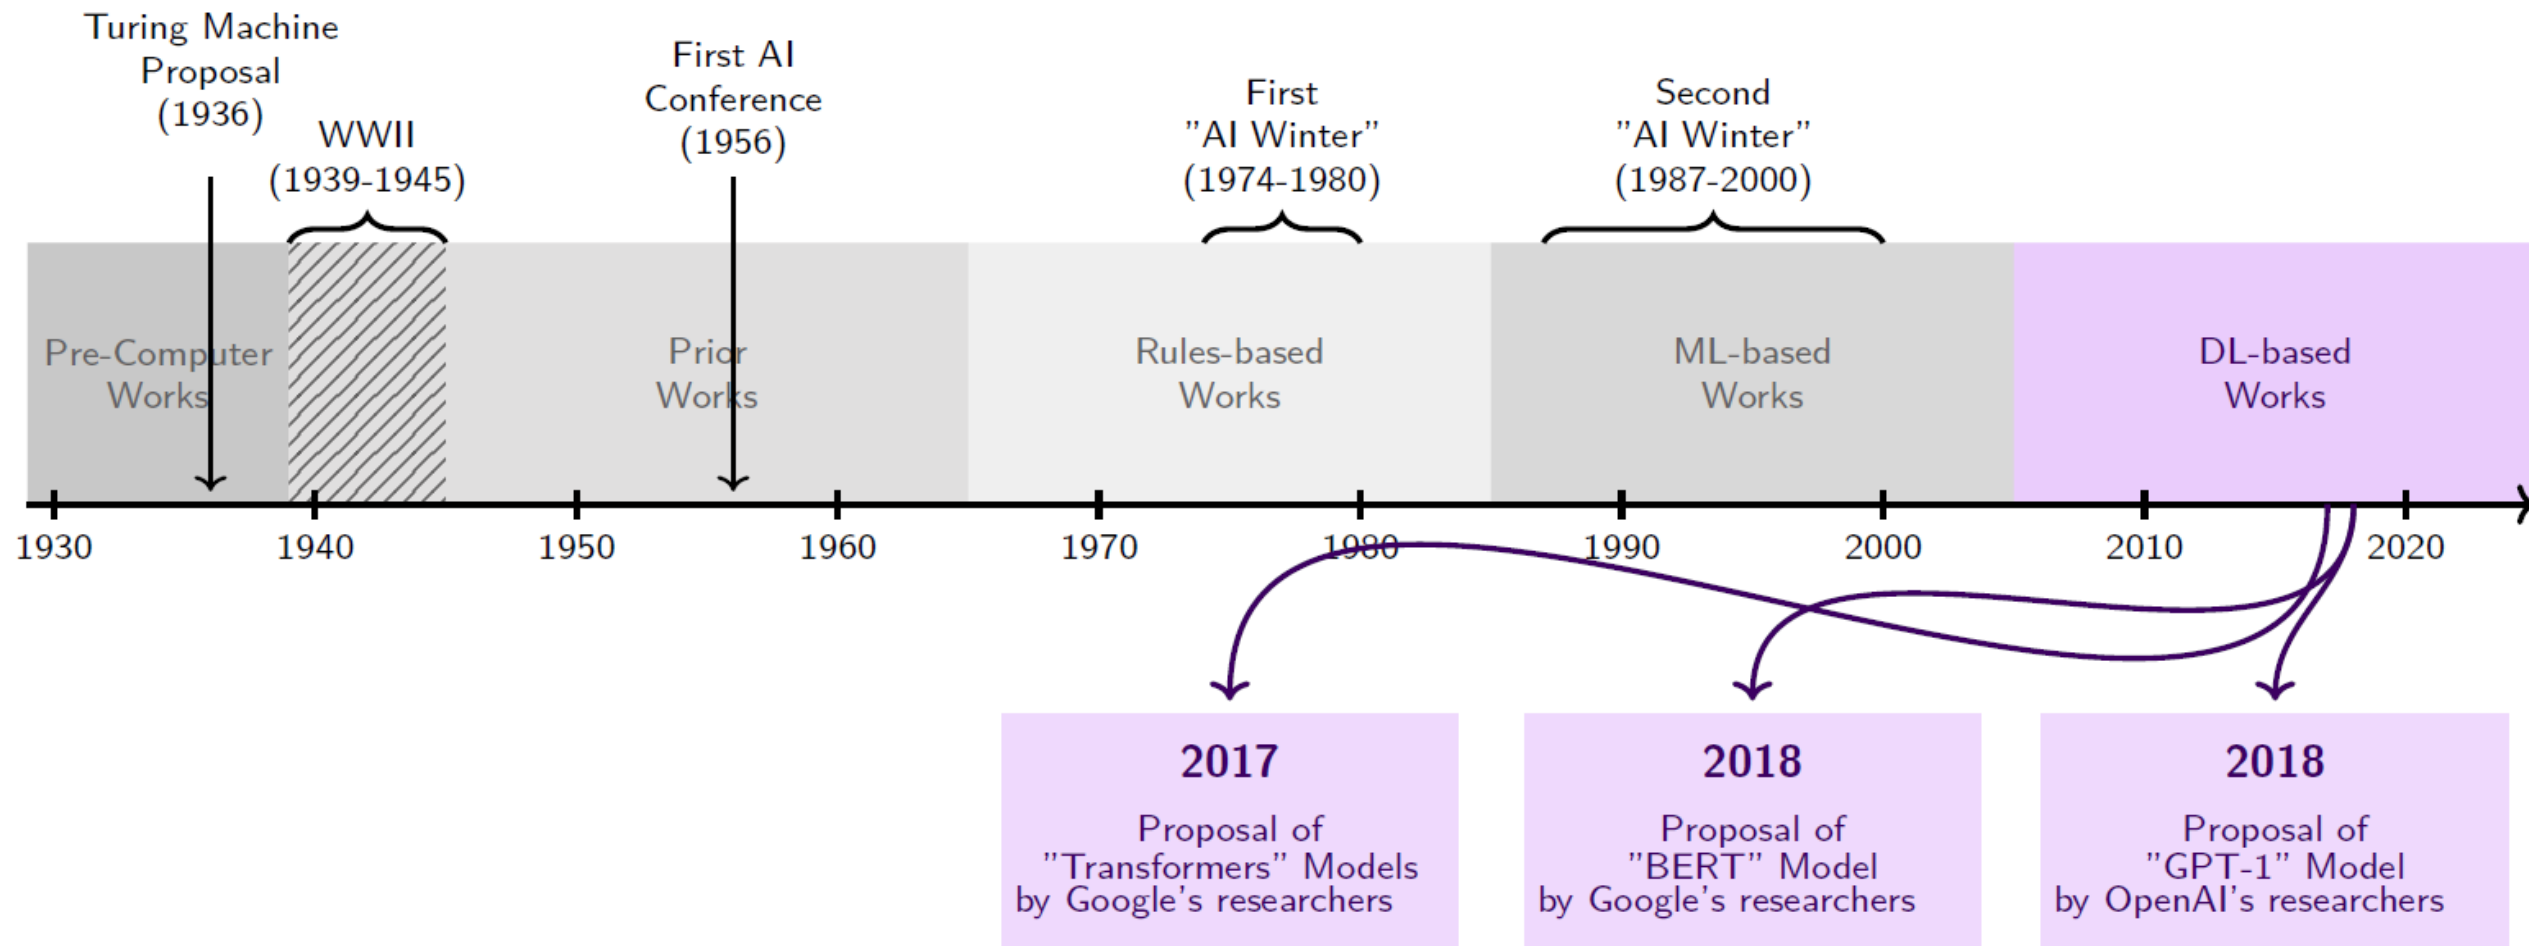 Turing Machine
Proposal
(1936)
WWII
(1939-1945)
First AI
Conference
(1956)
First
"AI Winter"
(1974-1980)
Second
"AI Winter"
(1987-2000)
Pre-Computer
Works
Prior
Works
Rules-based
Works
ML-based
Works
DL-based
Works
1930 1940 1950 1960 1970 1980 1990 2000 2010 2020
2017
Proposal of
"Transformers" Models
by Google's researchers
2018
Proposal of
"BERT" Model
by Google's researchers
2018
Proposal of
"GPT-1" Model
by OpenAI's researchers